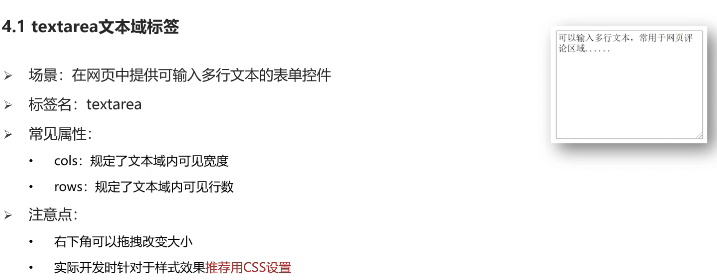 4.1 textarea文本域标签
可以输入多行文本，常用于网页评
论区域......
场景：在网页中提供可输入多行文本的表单控件
标签名：textarea
常见属性：
cols：规定了文本域内可见宽度
rows：规定了文本域内可见行数
注意点：
右下角可以拖拽改变大小
实际开发时针对于样式效果推荐用CSS设置